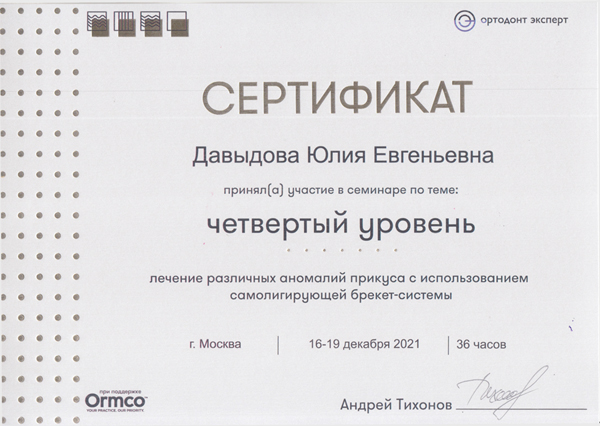 ортодонт эксперт
СЕРТИФИКАТ
Давыдова Юлия Евгеньевна
принял(а) участие в семинаре по теме:
четвертый уровень
лечение различных аномалий прикуса с использованием
самолигирующей брекет-системы
г. Москва 16-19 декабря 2021 36 часов
при поддержке
Ormco™
YOUR PRACTICE. OUR PRIORITY.
Андрей Тихонов